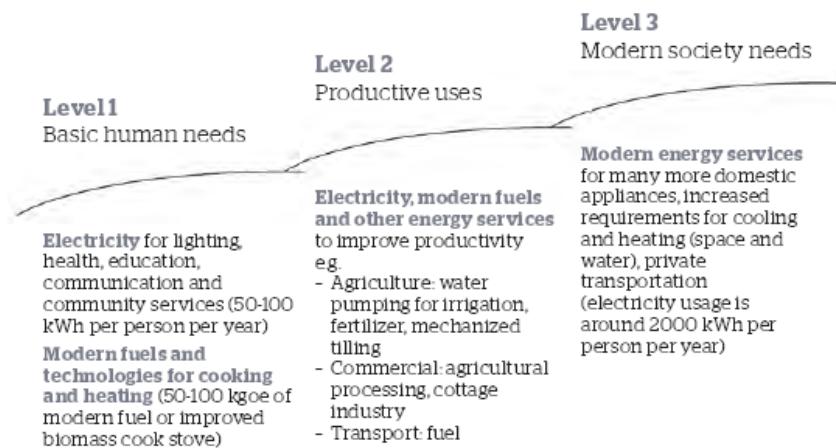 Level 1
Basic human needs
Electricity for lighting,
health, education,
communication and
community services (50-100
kWh per person per year)
Modern fuels and
technologies for cooking
and heating (50-100 kgoe of
modern fuel or improved
biomass cook stove)
Level 2
Productive uses
Electricity, modern fuels
and other energy services
to improve productivity
eg.
- Agriculture: water
pumping for irrigation,
fertilizer, mechanized
tilling
- Commercial: agricultural
processing, cottage
industry
- Transport: fuel
Level 3
Modern society needs
Modern energy services
for many more domestic
appliances, increased
requirements for cooling
and heating (space and
water), private
transportation
(electricity usage is
around 2000 kWh per
person per year)